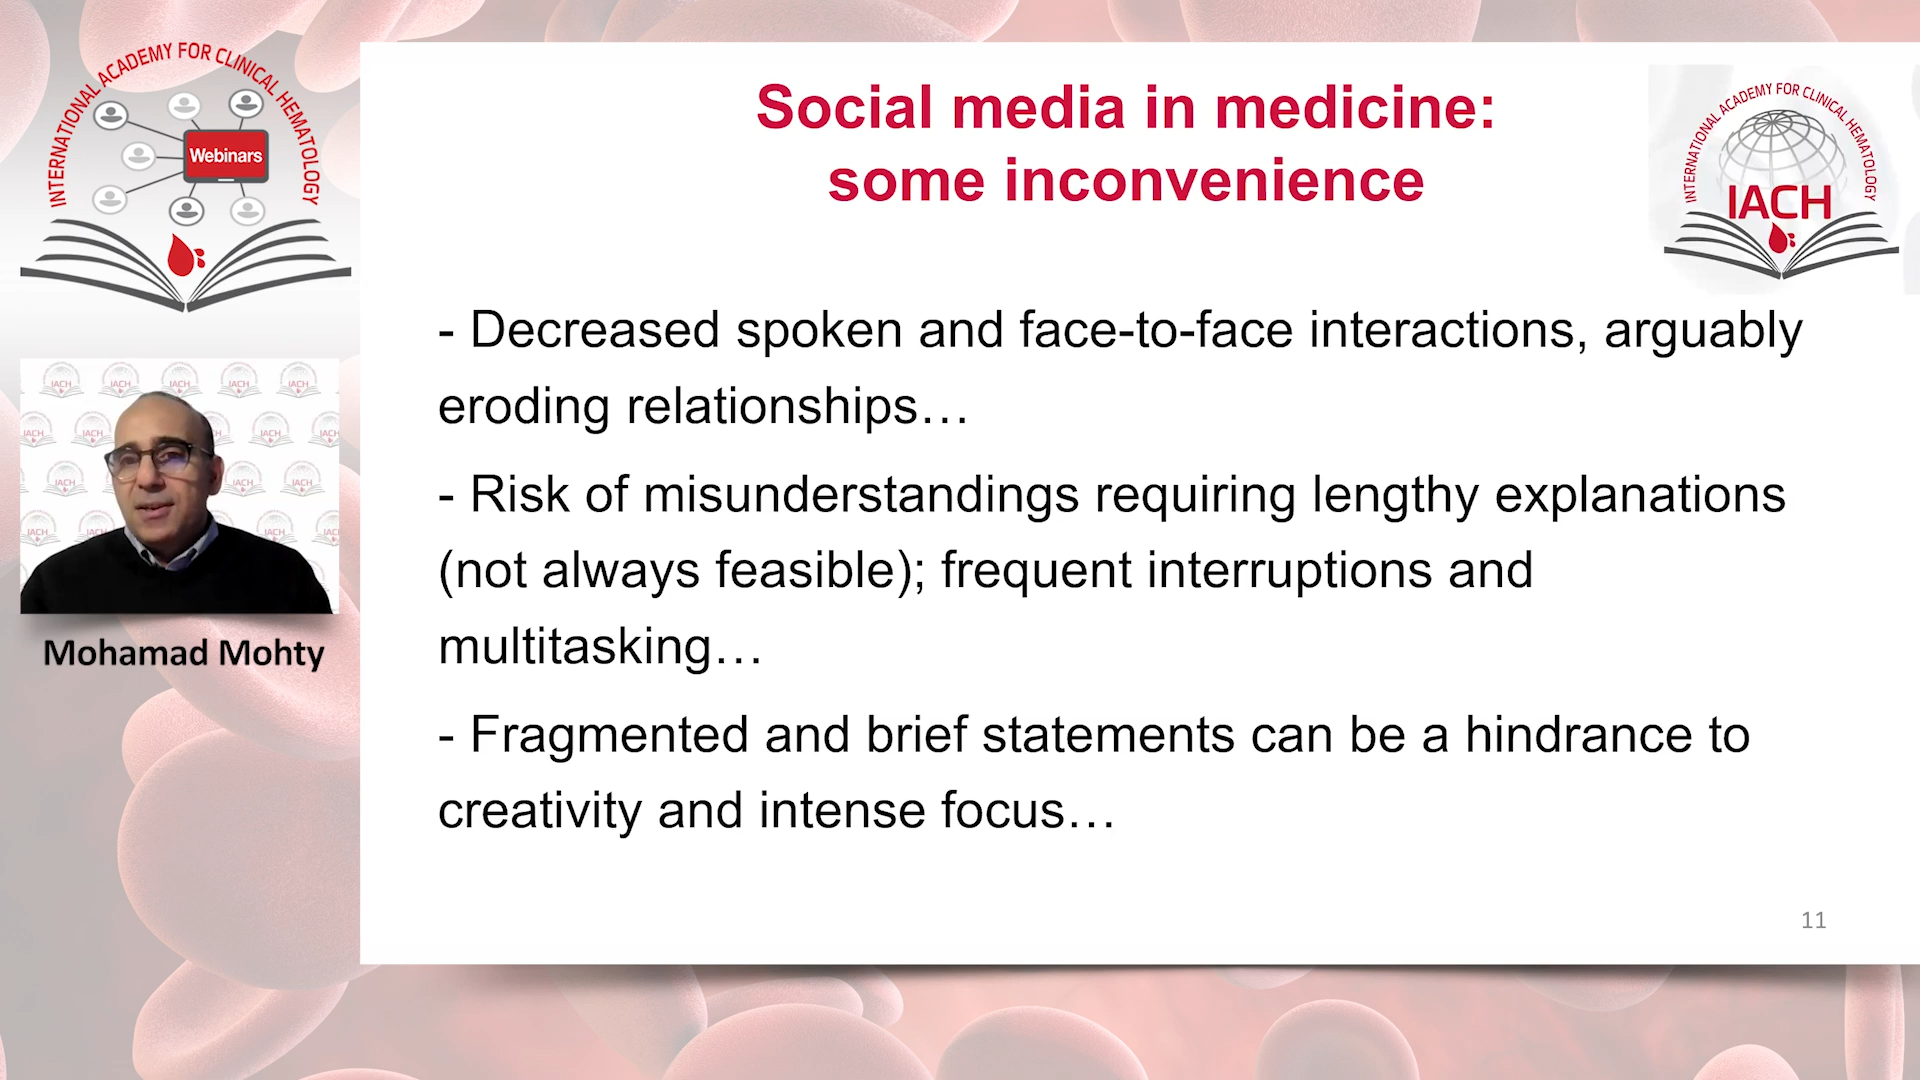 INTERNATIONAL ACADEMY FOR CLINICAL HEMATOLOGY
Webinars
Mohamad Mohty
Social media in medicine:
some inconvenience
INTERNATIONAL ACADEMY FOR CLINICAL HEMATOLOGY
IACH
- Decreased spoken and face-to-face interactions, arguably
eroding relationships…
- Risk of misunderstandings requiring lengthy explanations
(not always feasible); frequent interruptions and
multitasking…
- Fragmented and brief statements can be a hindrance to
creativity and intense focus…
11